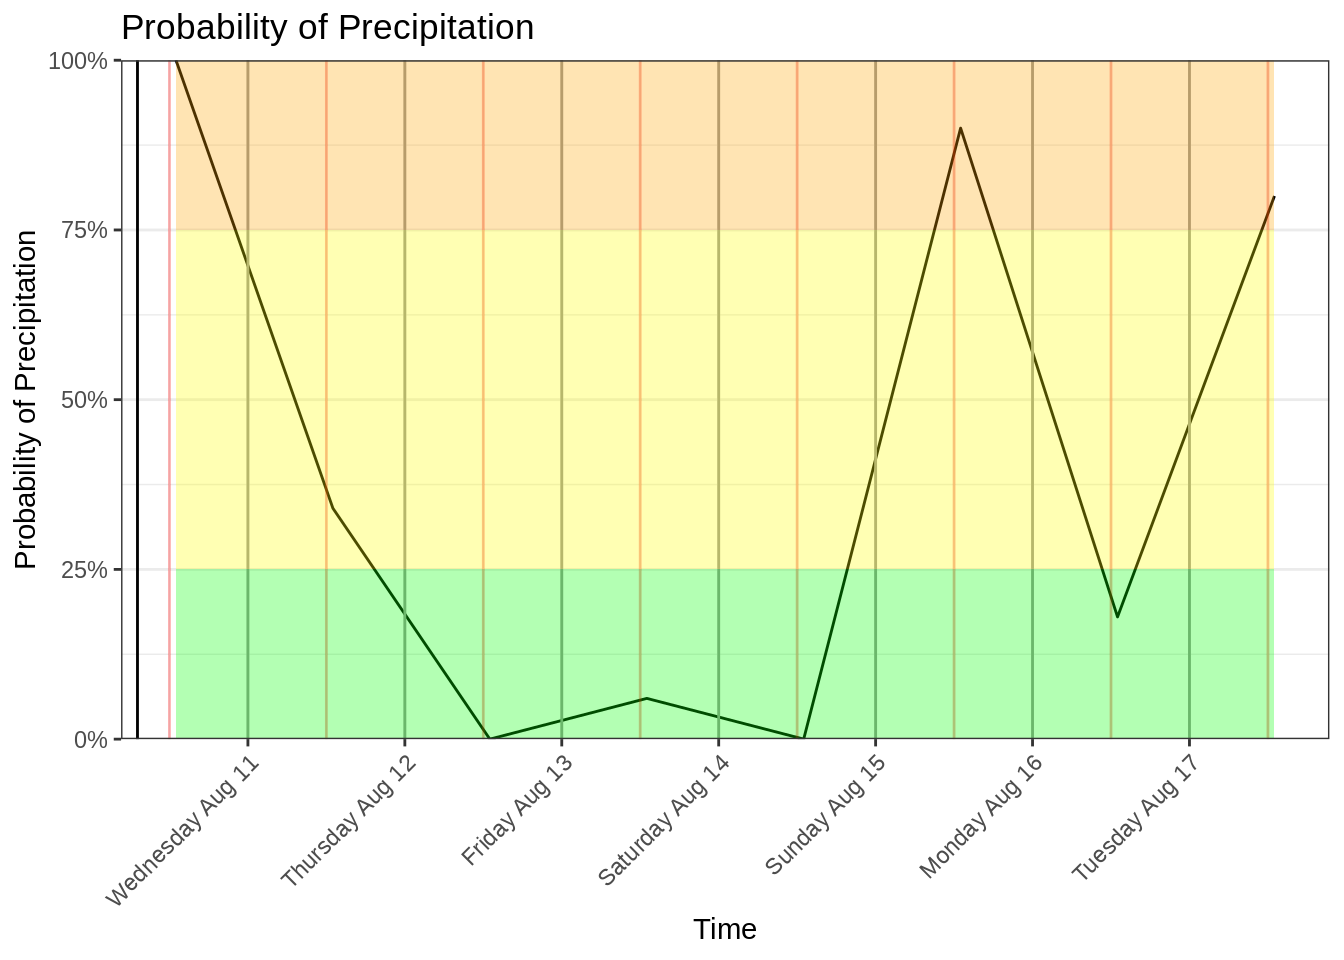 Probability of Precipitation
Probability of Precipitation
100%
75%
50%
25%
0%
Wednesday Aug 11
Thursday Aug 12
Friday Aug 13
Saturday Aug 14
Sunday Aug 15
Monday Aug 16
Tuesday Aug 17
Time